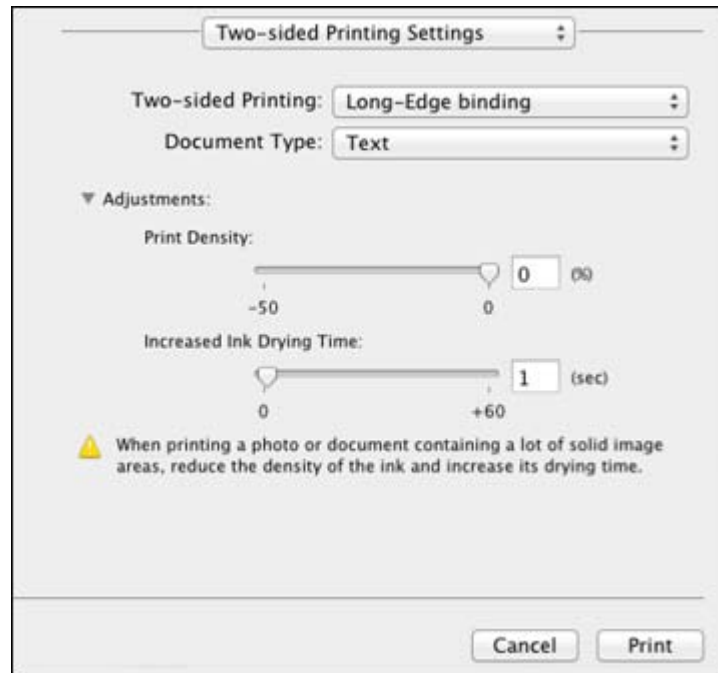 Two-sided Printing Settings
Two-sided Printing: Long-Edge binding
Document Type: Text
Adjustments:
Print Density:
0 (%)
-50 0
Increased Ink Drying Time:
1 (sec)
0 +60
When printing a photo or document containing a lot of solid image
areas, reduce the density of the ink and increase its drying time.
Cancel Print